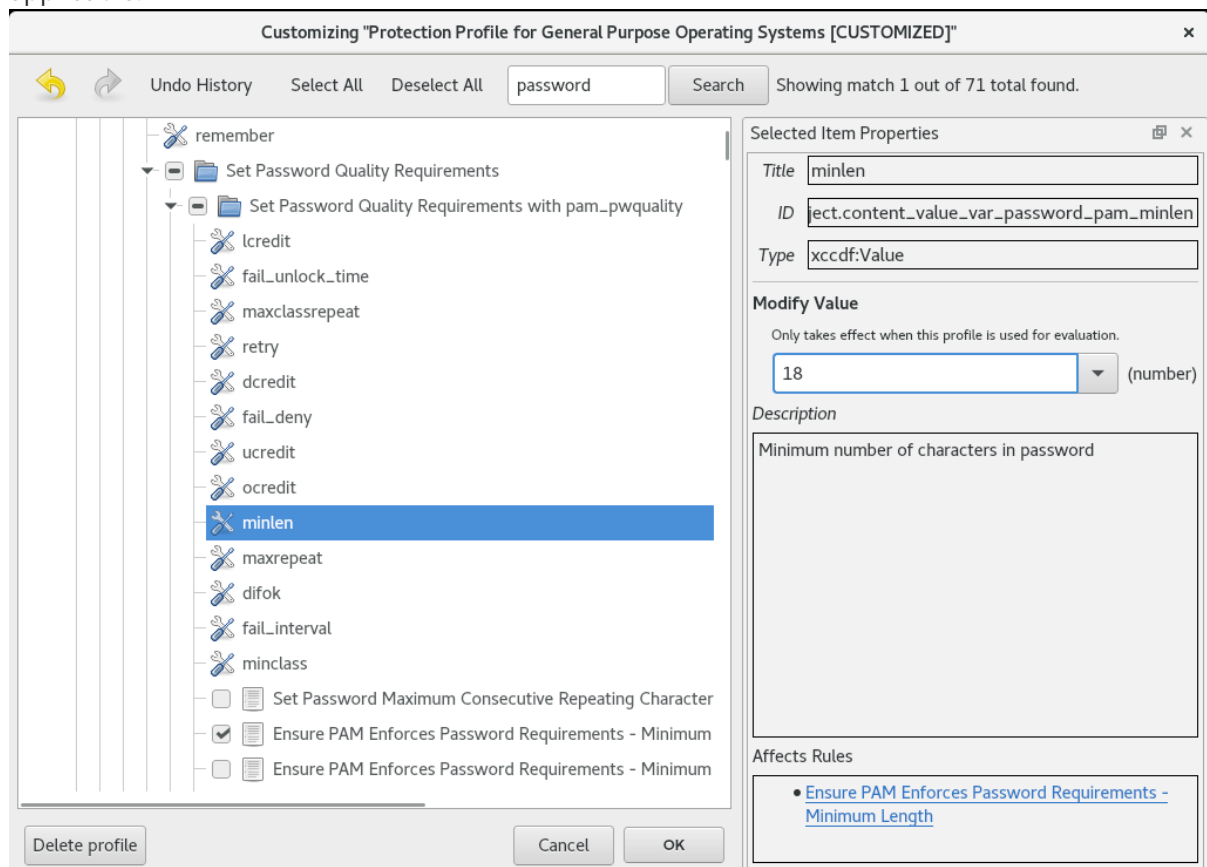 Customizing "Protection Profile for General Purpose Operating Systems [CUSTOMIZED]"
Undo History Select All Deselect All password Search Showing match 1 out of 71 total found.
remember
Set Password Quality Requirements
Set Password Quality Requirements with pam_pwquality
lcredit
fail_unlock_time
maxclassrepeat
retry
dcredit
fail_deny
ucredit
ocredit
minlen
maxrepeat
difok
fail_interval
minclass
Set Password Maximum Consecutive Repeating Character
Ensure PAM Enforces Password Requirements - Minimum
Ensure PAM Enforces Password Requirements - Minimum
Delete profile Cancel OK
Selected Item Properties
Title minlen
ID ject.content_value_var_password_pam_minlen
Type xccdf:Value
Modify Value
Only takes effect when this profile is used for evaluation.
18 (number)
Description
Minimum number of characters in password
Affects Rules
Ensure PAM Enforces Password Requirements -
Minimum Length